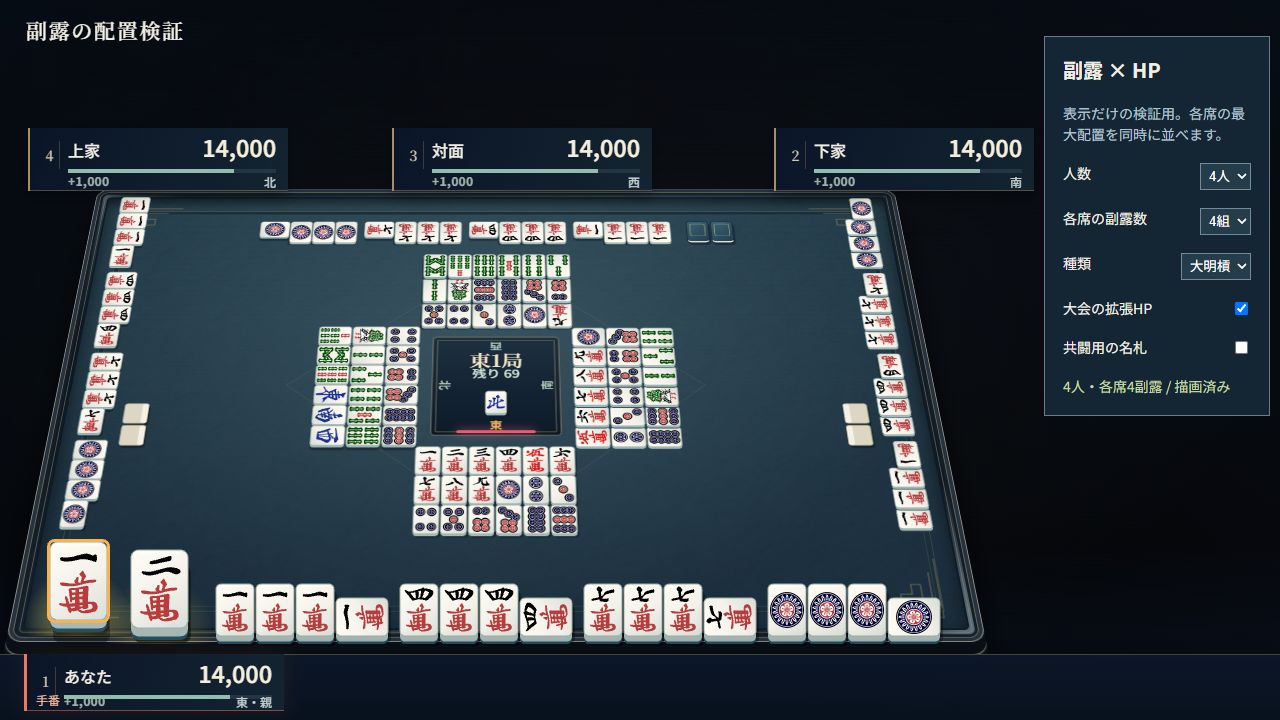 副露の配置検証
副露 × HP
表示だけの検証用。各席の最
大配置を同時に並べます。
人数
4人
各席の副露数
4組
種類
大明槓
大会の拡張HP
共闘用の名札
4人・各席4副露 / 描画済み
4 上家 14,000
+1,000 北
3 対面 14,000
+1,000 西
2 下家 14,000
+1,000 南
西
東1局
残り 69
北
南
東
1 あなた 14,000
手番 +1,000 東・親